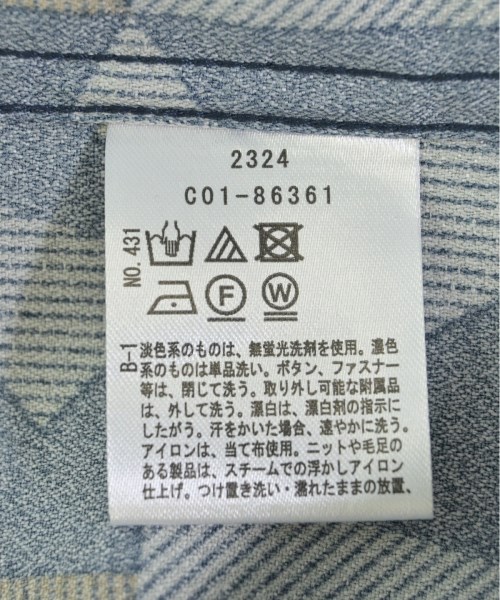 2324
C01-86361
NO.431
F
W
B-1
淡色系のものは、無蛍光洗剤を使用。濃色
系のものは単品洗い。ボタン、ファスナー
等は、閉じて洗う。取り外し可能な附属品
は、外して洗う。漂白は、漂白剤の指示に
したがう。汗をかいた場合、速やかに洗う。
アイロンは、当て布使用。ニットや毛足の
ある製品は、スチームでの浮かしアイロン
仕上げ。つけ置き洗い・濡れたままの放置、